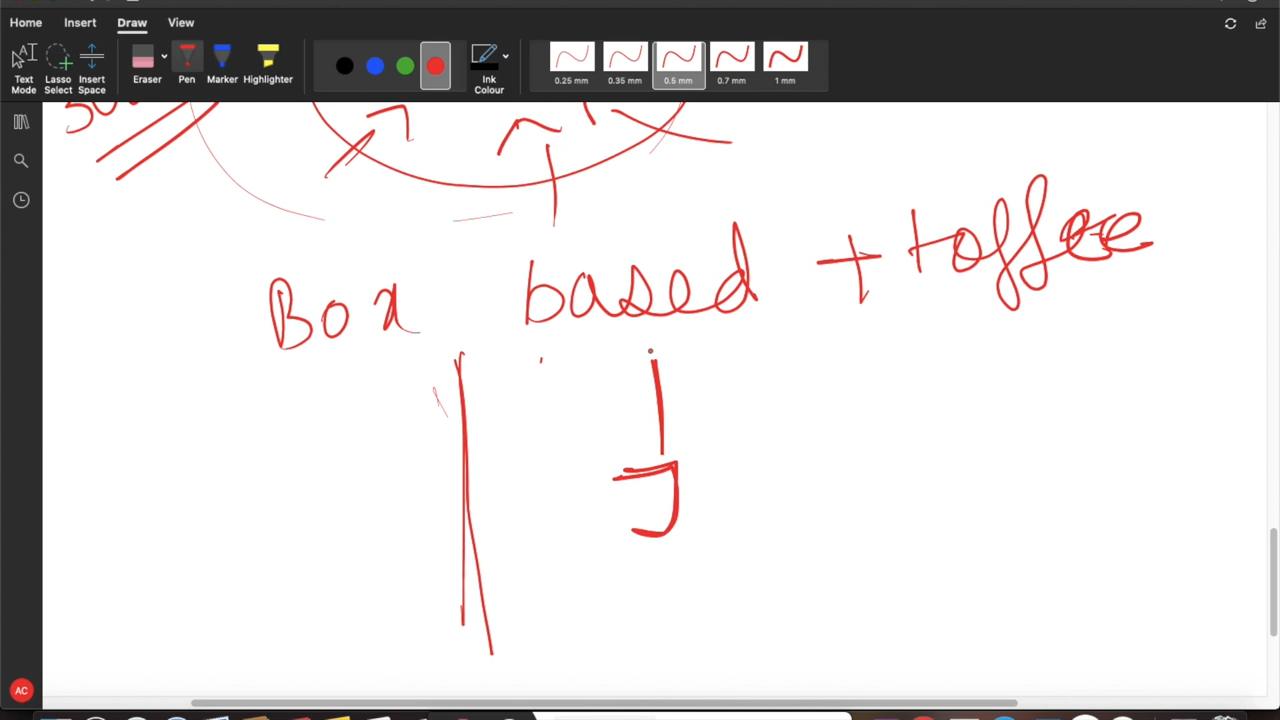 Home Insert Draw View
Text Mode Lasso Select Insert Space Eraser Pen Marker Highlighter Ink Colour 0.25 mm 0.35 mm 0.5 mm 0.7 mm 1 mm
Box based + toffee
AC